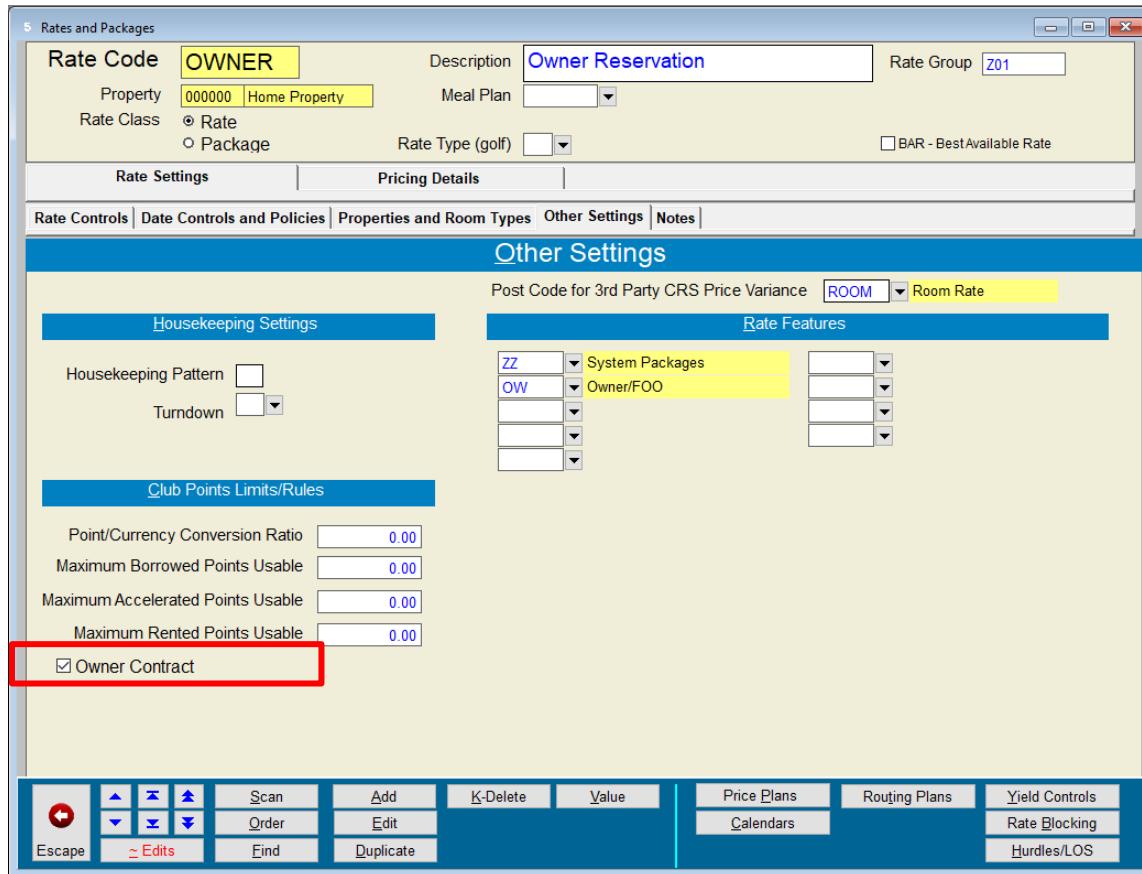 5 Rates and Packages
Rate Code OWNER Description Owner Reservation Rate Group Z01
Property 000000 Home Property Meal Plan
Rate Class Rate
Package Rate Type (golf) BAR - Best Available Rate
Rate Settings Pricing Details
Rate Controls Date Controls and Policies Properties and Room Types Other Settings Notes
Other Settings
Post Code for 3rd Party CRS Price Variance ROOM Room Rate
Housekeeping Settings Rate Features
ZZ System Packages
Housekeeping Pattern OW Owner/FOO
Turndown
Club Points Limits/Rules
Point/Currency Conversion Ratio 0.00
Maximum Borrowed Points Usable 0.00
Maximum Accelerated Points Usable 0.00
Maximum Rented Points Usable 0.00
Owner Contract
Scan Add K-Delete Value Price Plans Routing Plans Yield Controls
Order Edit Calendars Rate Blocking
Escape ~ Edits Find Duplicate Hurdles/LOS